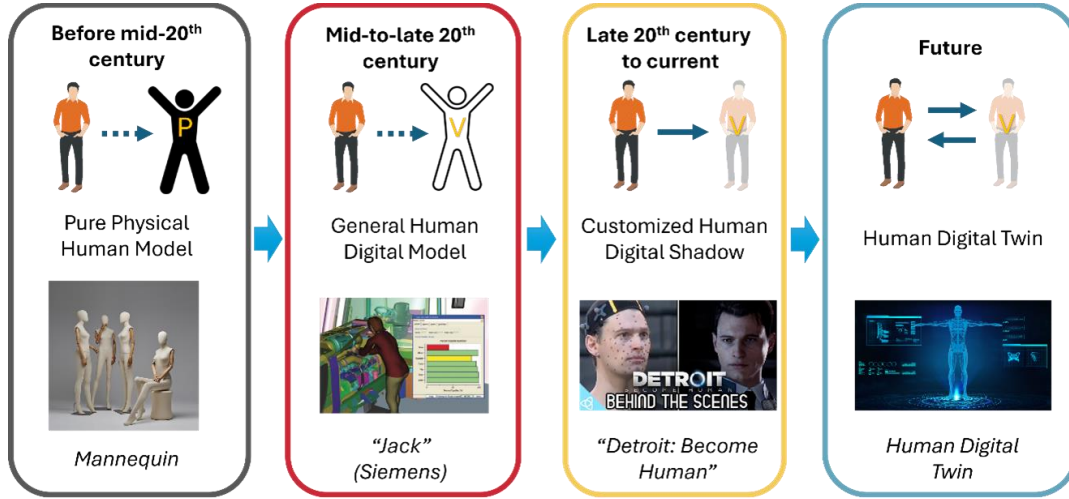 Before mid-20th
century
P
Pure Physical
Human Model
Mannequin
Mid-to-late 20th
century
V
General Human
Digital Model
“Jack”
(Siemens)
Late 20th century
to current
V
Customized Human
Digital Shadow
DETROIT
BECOME HUMAN
BEHIND THE SCENES
“Detroit: Become
Human”
Future
V
Human Digital Twin
Human Digital
Twin